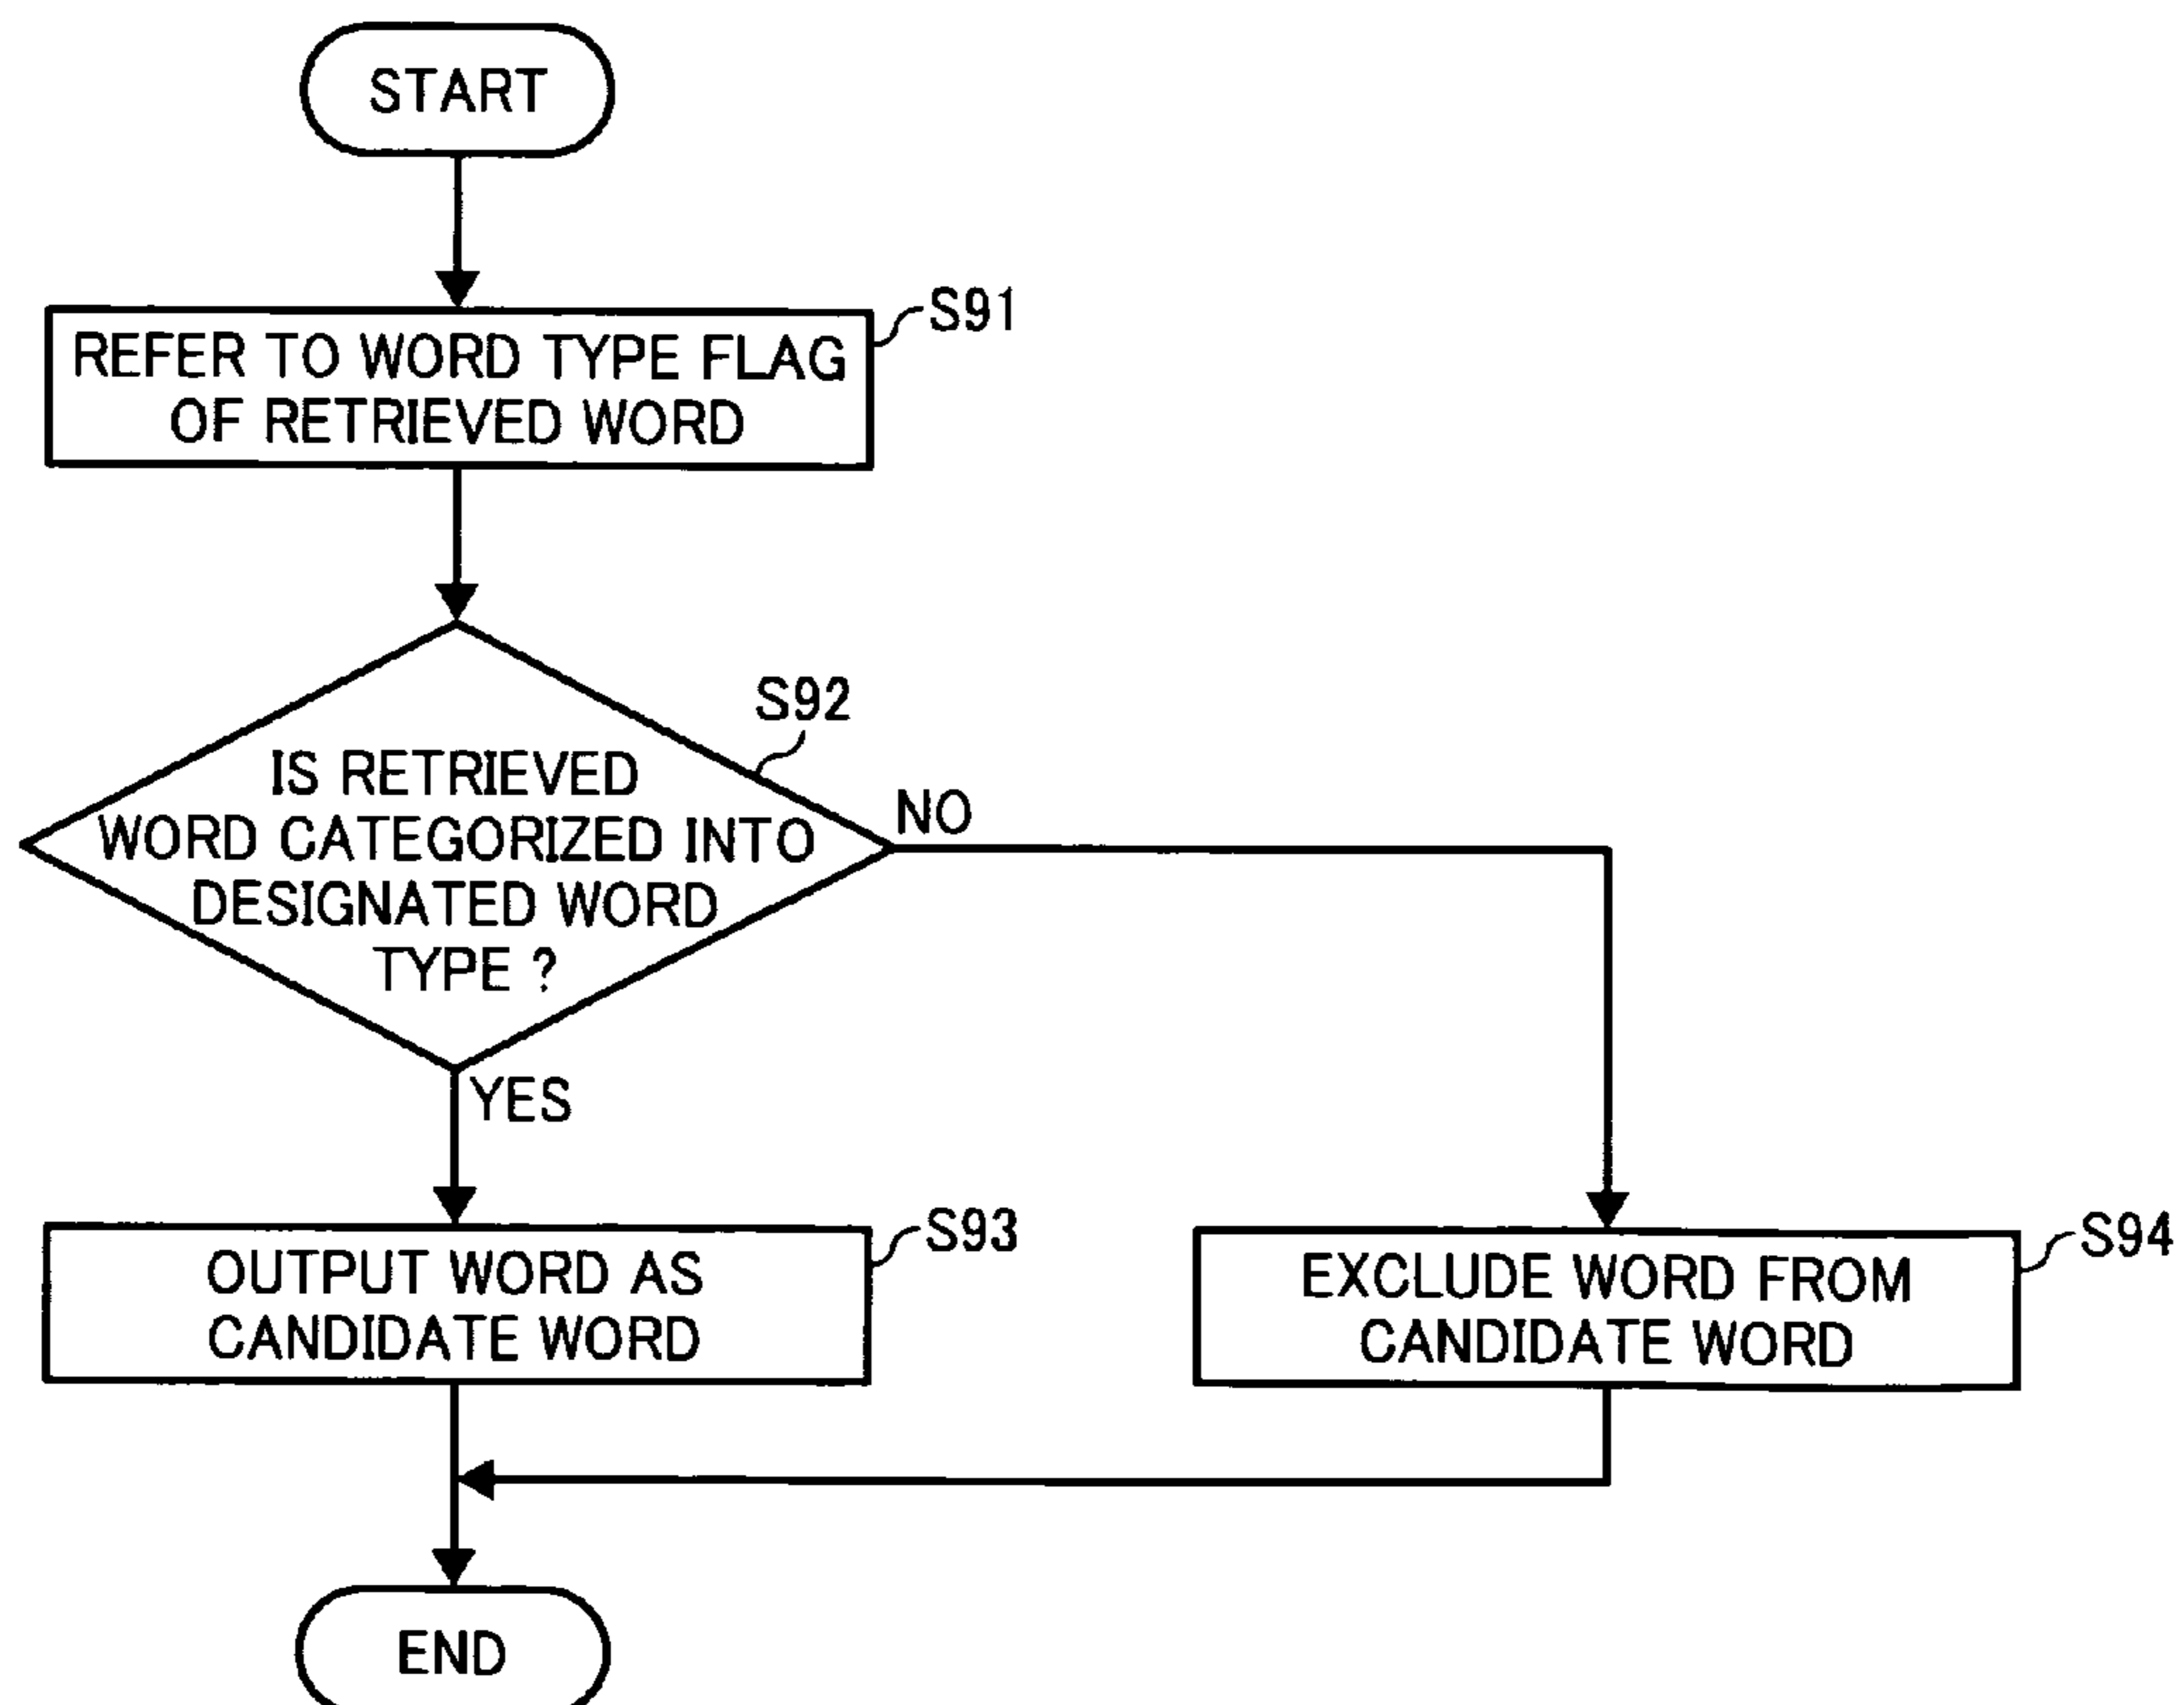 START
S91
REFER TO WORD TYPE FLAG
OF RETRIEVED WORD
S92
IS RETRIEVED
WORD CATEGORIZED INTO
DESIGNATED WORD
TYPE ?
NO
YES
S93
OUTPUT WORD AS
CANDIDATE WORD
S94
EXCLUDE WORD FROM
CANDIDATE WORD
END